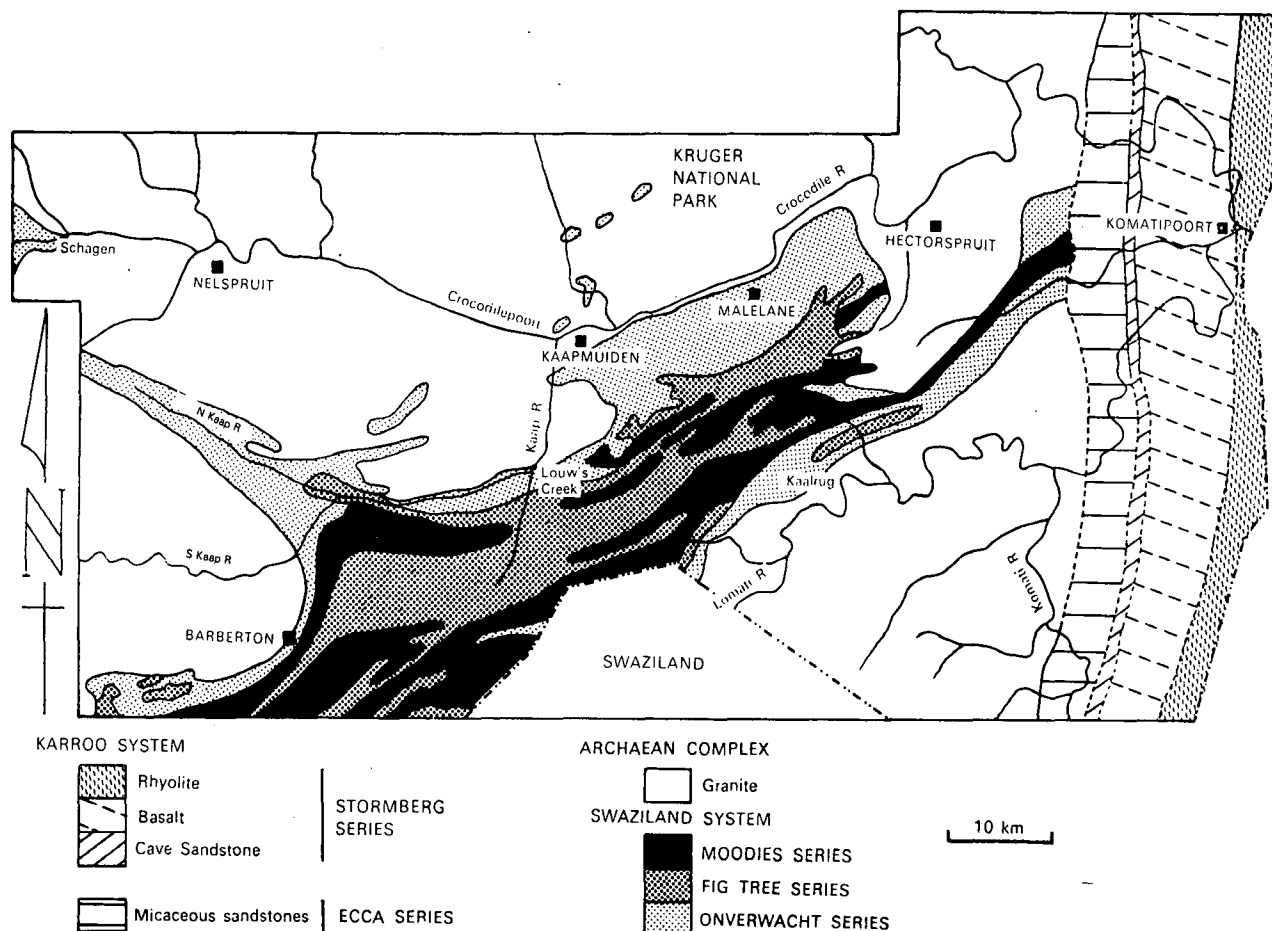 KRUGER
NATIONAL
PARK
Crocodile R
Schagen
NELSPRUIT
HECTORSPRUIT
KOMATIPOORT
Crocodilepoort
MALELANE
KAAPMUIDEN
N Kaap R
Kaap R
Louw's
Creek
Kaalrug
S Kaap R
N
Lomati R
Komati R
BARBERTON
SWAZILAND
KARROO SYSTEM
Rhyolite
Basalt
Cave Sandstone
STORMBERG
SERIES
Micaceous sandstones
ECCA SERIES
ARCHAEAN COMPLEX
Granite
SWAZILAND SYSTEM
MOODIES SERIES
FIG TREE SERIES
ONVERWACHT SERIES
10 km